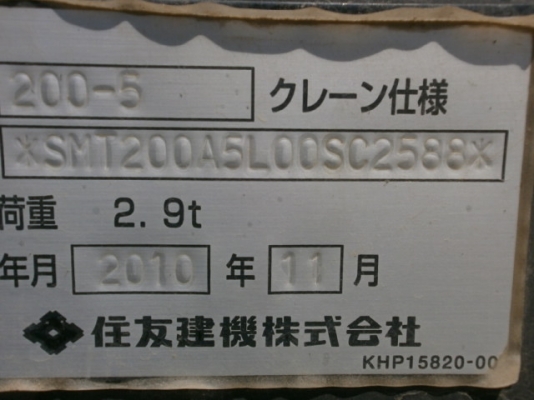 200-5 クレーン仕様
*SMT200A5L00SC2588*
荷重 2.9t
年月 2010 年 11 月
住友建機株式会社
KHP15820-00